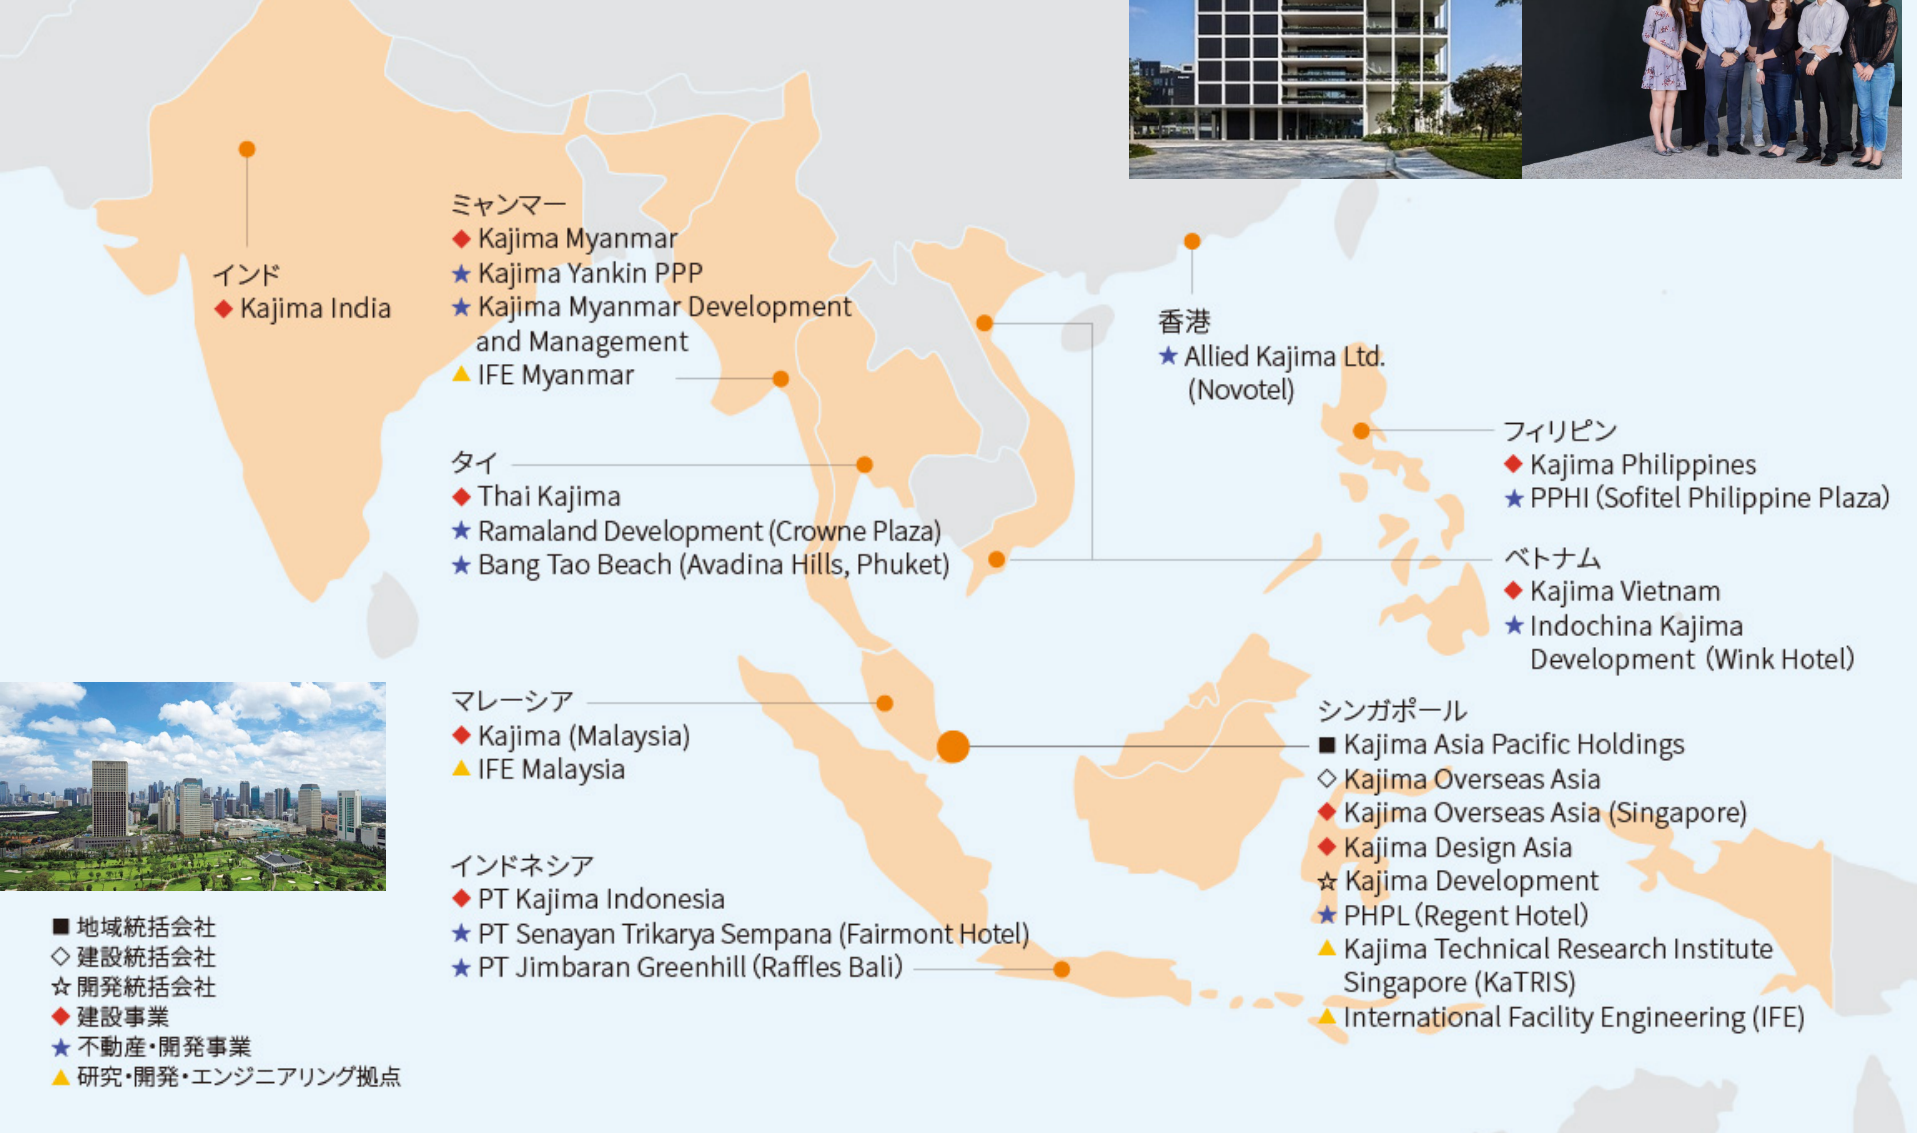 インド
◆ Kajima India
ミャンマー
◆ Kajima Myanmar
★ Kajima Yankin PPP
★ Kajima Myanmar Development
and Management
▲ IFE Myanmar
タイ
◆ Thai Kajima
★ Ramaland Development (Crowne Plaza)
★ Bang Tao Beach (Avadina Hills, Phuket)
マレーシア
◆ Kajima (Malaysia)
▲ IFE Malaysia
インドネシア
◆ PT Kajima Indonesia
★ PT Senayan Trikarya Sempana (Fairmont Hotel)
★ PT Jimbaran Greenhill (Raffles Bali)
香港
★ Allied Kajima Ltd.
(Novotel)
フィリピン
◆ Kajima Philippines
★ PPHI (Sofitel Philippine Plaza)
ベトナム
◆ Kajima Vietnam
★ Indochina Kajima
Development (Wink Hotel)
シンガポール
■ Kajima Asia Pacific Holdings
◇ Kajima Overseas Asia
◆ Kajima Overseas Asia (Singapore)
◆ Kajima Design Asia
☆ Kajima Development
★ PHPL (Regent Hotel)
▲ Kajima Technical Research Institute
Singapore (KaTRIS)
▲ International Facility Engineering (IFE)
■ 地域統括会社
◇ 建設統括会社
☆ 開発統括会社
◆ 建設事業
★ 不動産・開発事業
▲ 研究・開発・エンジニアリング拠点